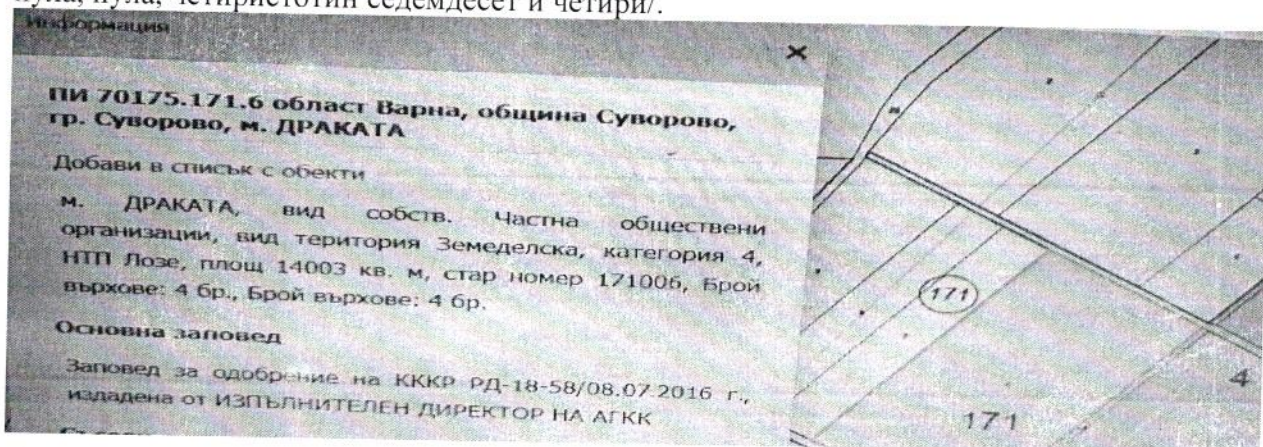 нула, нула, четиристотин седемдесет и четири/.
Информация
ПИ 70175.171.6 област Варна, община Суворово,
гр. Суворово, м. ДРАКАТА
Добави в списък с обекти
м. ДРАКАТА, вид собств. Частна обществени
организации, вид територия Земеделска, категория 4,
НТП Лозе, площ 14003 кв. м, стар номер 171006, Брой
върхове: 4 бр., Брой върхове: 4 бр.
Основна заповед
Заповед за одобрение на КККР РД-18-58/08.07.2016 г.,
издадена от ИЗПЪЛНИТЕЛЕН ДИРЕКТОР НА АГКК
171
171
4